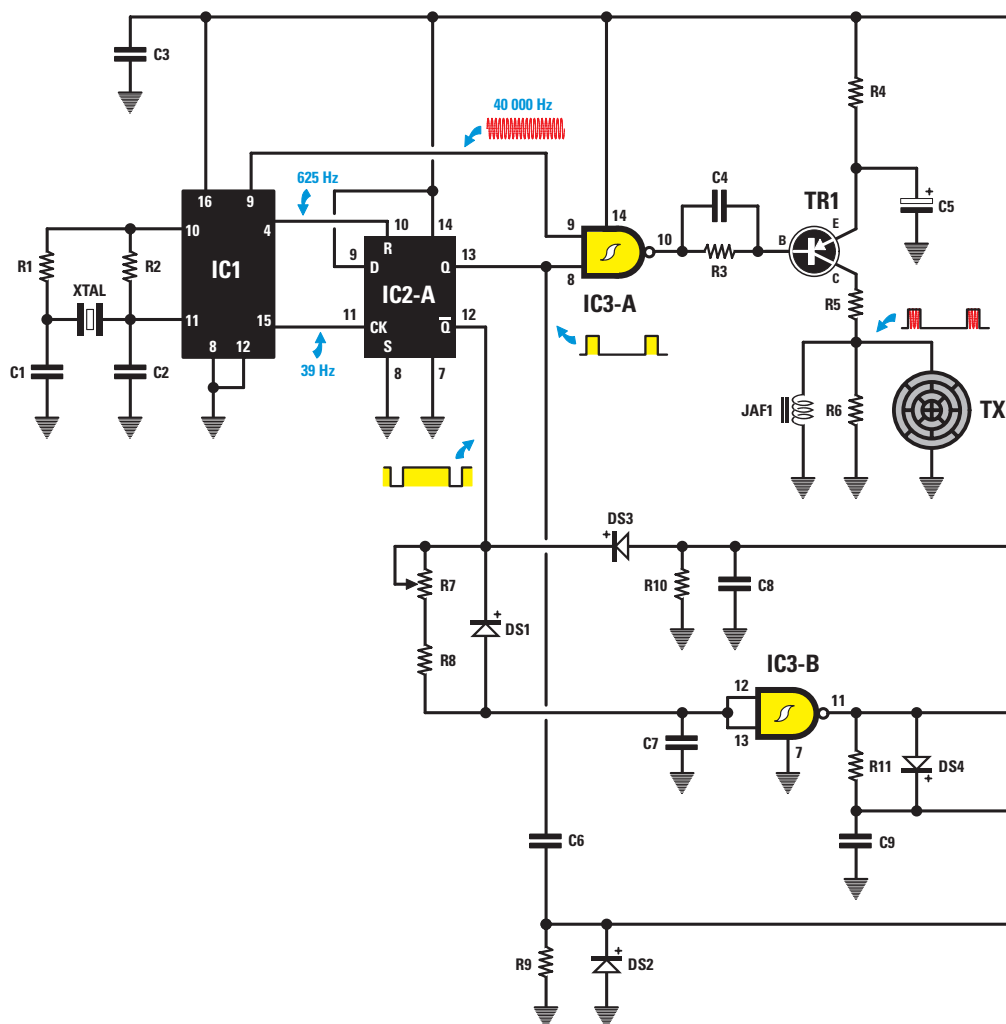 C3
R4
40 000 Hz
625 Hz
16
9
4
10
11
15
8
12
IC1
R1
R2
XTAL
C1
C2
39 Hz
10
14
9
R
D
Q
13
IC2-A
11
CK
Q
12
S
8
7
9
14
8
10
IC3-A
C4
R3
TR1
B
E
C
+
C5
R5
JAF1
R6
TX
DS3
+
R7
R8
DS1
+
R10
C8
IC3-B
12
13
11
7
C7
R11
DS4
+
C9
C6
R9
DS2
+